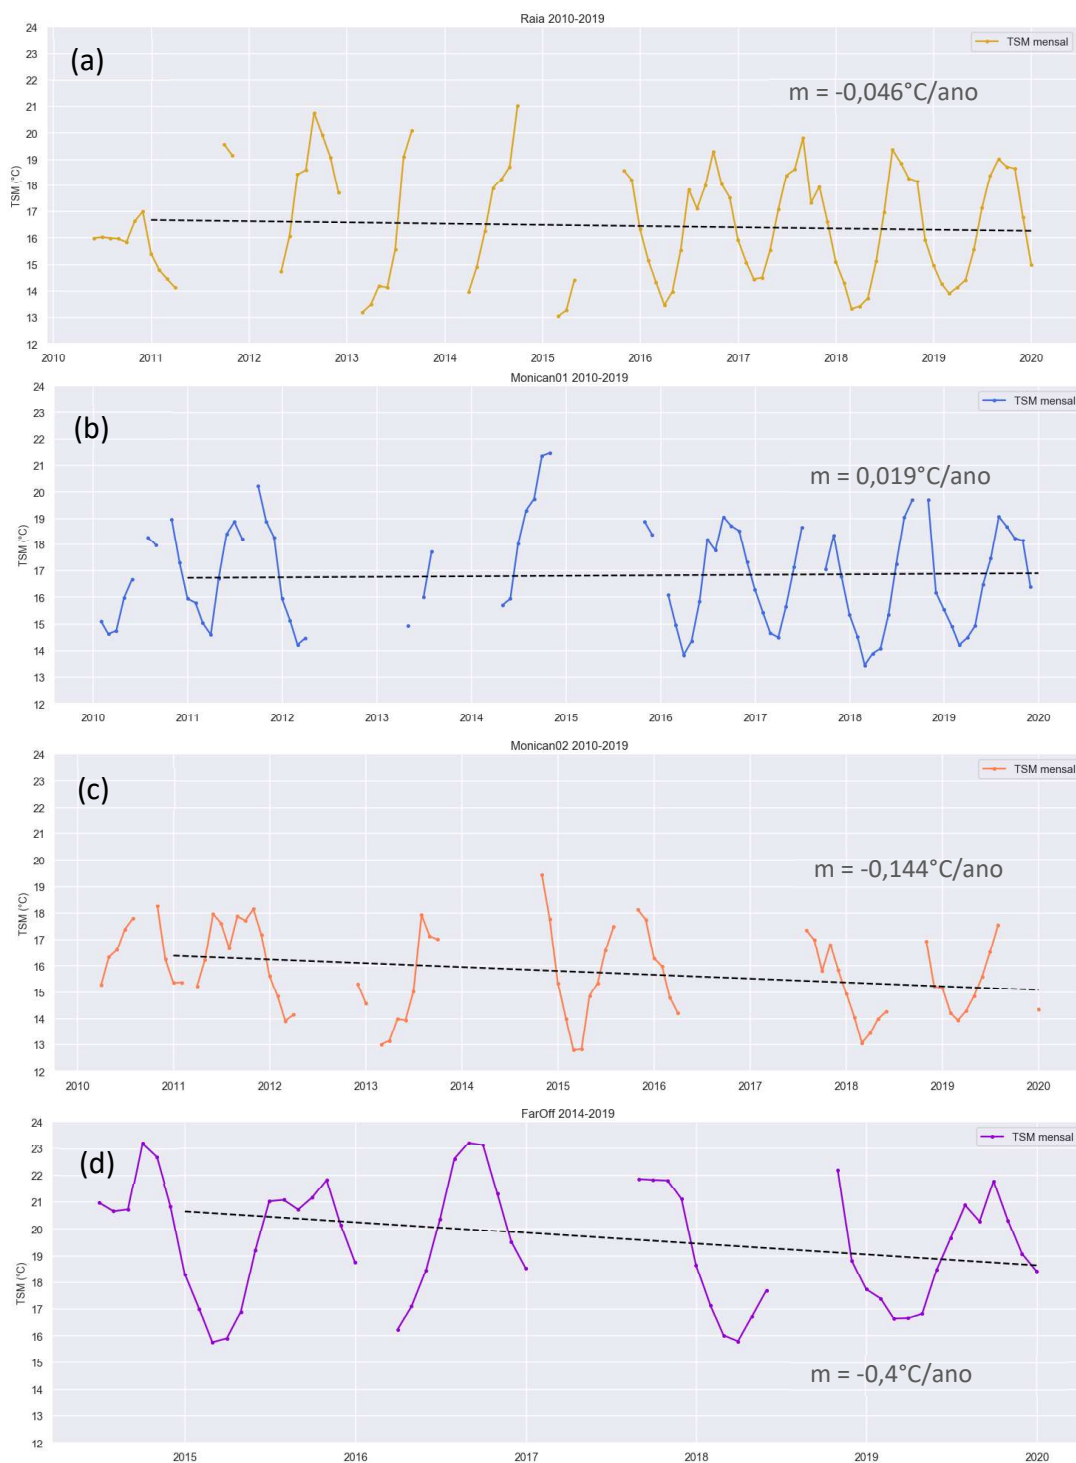 Raia 2010-2019
(a)
TSM mensal
m = -0,046°C/ano
TSM (°C)
24
23
22
21
20
19
18
17
16
15
14
13
12
2010 2011 2012 2013 2014 2015 2016 2017 2018 2019 2020
Monican01 2010-2019
(b)
TSM mensal
m = 0,019°C/ano
TSM (°C)
24
23
22
21
20
19
18
17
16
15
14
13
12
2010 2011 2012 2013 2014 2015 2016 2017 2018 2019 2020
Monican02 2010-2019
(c)
TSM mensal
m = -0,144°C/ano
TSM (°C)
24
23
22
21
20
19
18
17
16
15
14
13
12
2010 2011 2012 2013 2014 2015 2016 2017 2018 2019 2020
FarOff 2014-2019
(d)
TSM mensal
m = -0,4°C/ano
TSM (°C)
24
23
22
21
20
19
18
17
16
15
14
13
12
2015 2016 2017 2018 2019 2020